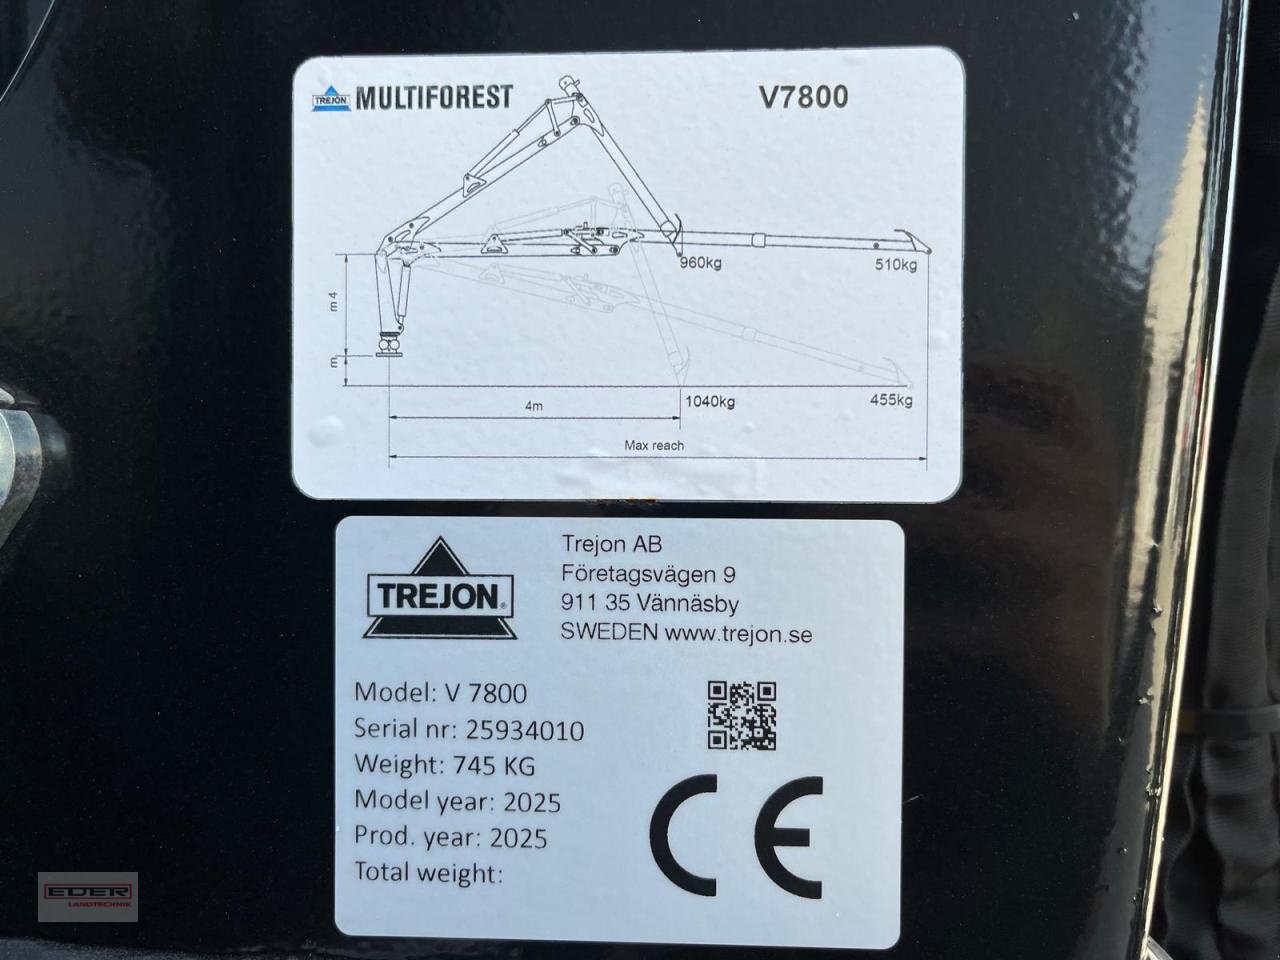 TREJON MULTIFOREST V7800
960kg 510kg
m 4
m
1040kg 455kg
4m
Max reach
TREJON®
Trejon AB
Företagsvägen 9
911 35 Vännäsby
SWEDEN www.trejon.se
Model: V 7800
Serial nr: 25934010
Weight: 745 KG
Model year: 2025
Prod. year: 2025
Total weight:
CE
EDER
LANDTECHNIK